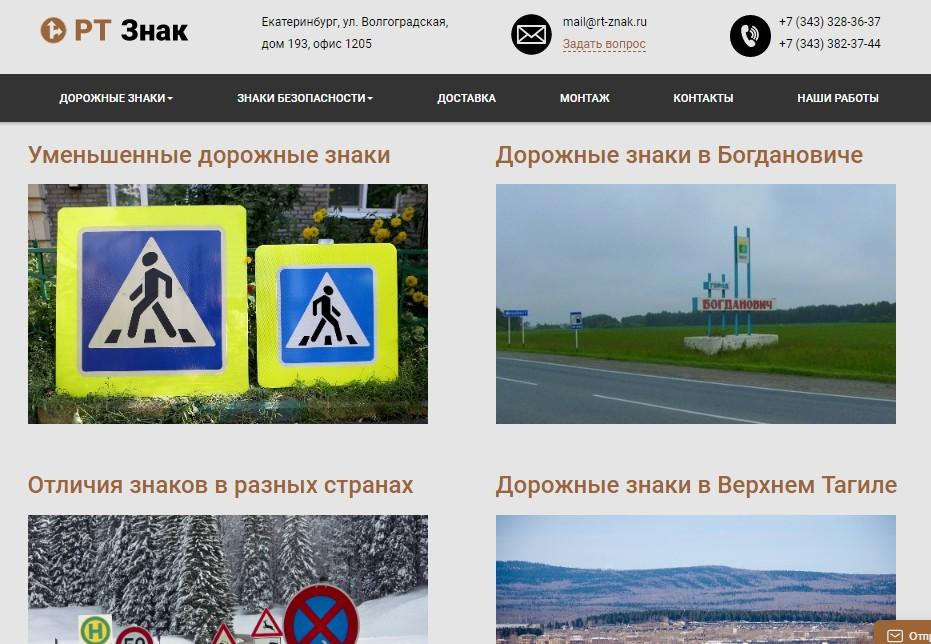 РТ Знак
Екатеринбург, ул. Волгоградская,
дом 193, офис 1205
mail@rt-znak.ru
Задать вопрос
+7 (343) 328-36-37
+7 (343) 382-37-44
ДОРОЖНЫЕ ЗНАКИ
ЗНАКИ БЕЗОПАСНОСТИ
ДОСТАВКА
МОНТАЖ
КОНТАКТЫ
НАШИ РАБОТЫ
Уменьшенные дорожные знаки
Дорожные знаки в Богдановиче
ГОРОД
БОГДАНОВИЧ
Отличия знаков в разных странах
Дорожные знаки в Верхнем Тагиле
H
50
Отп